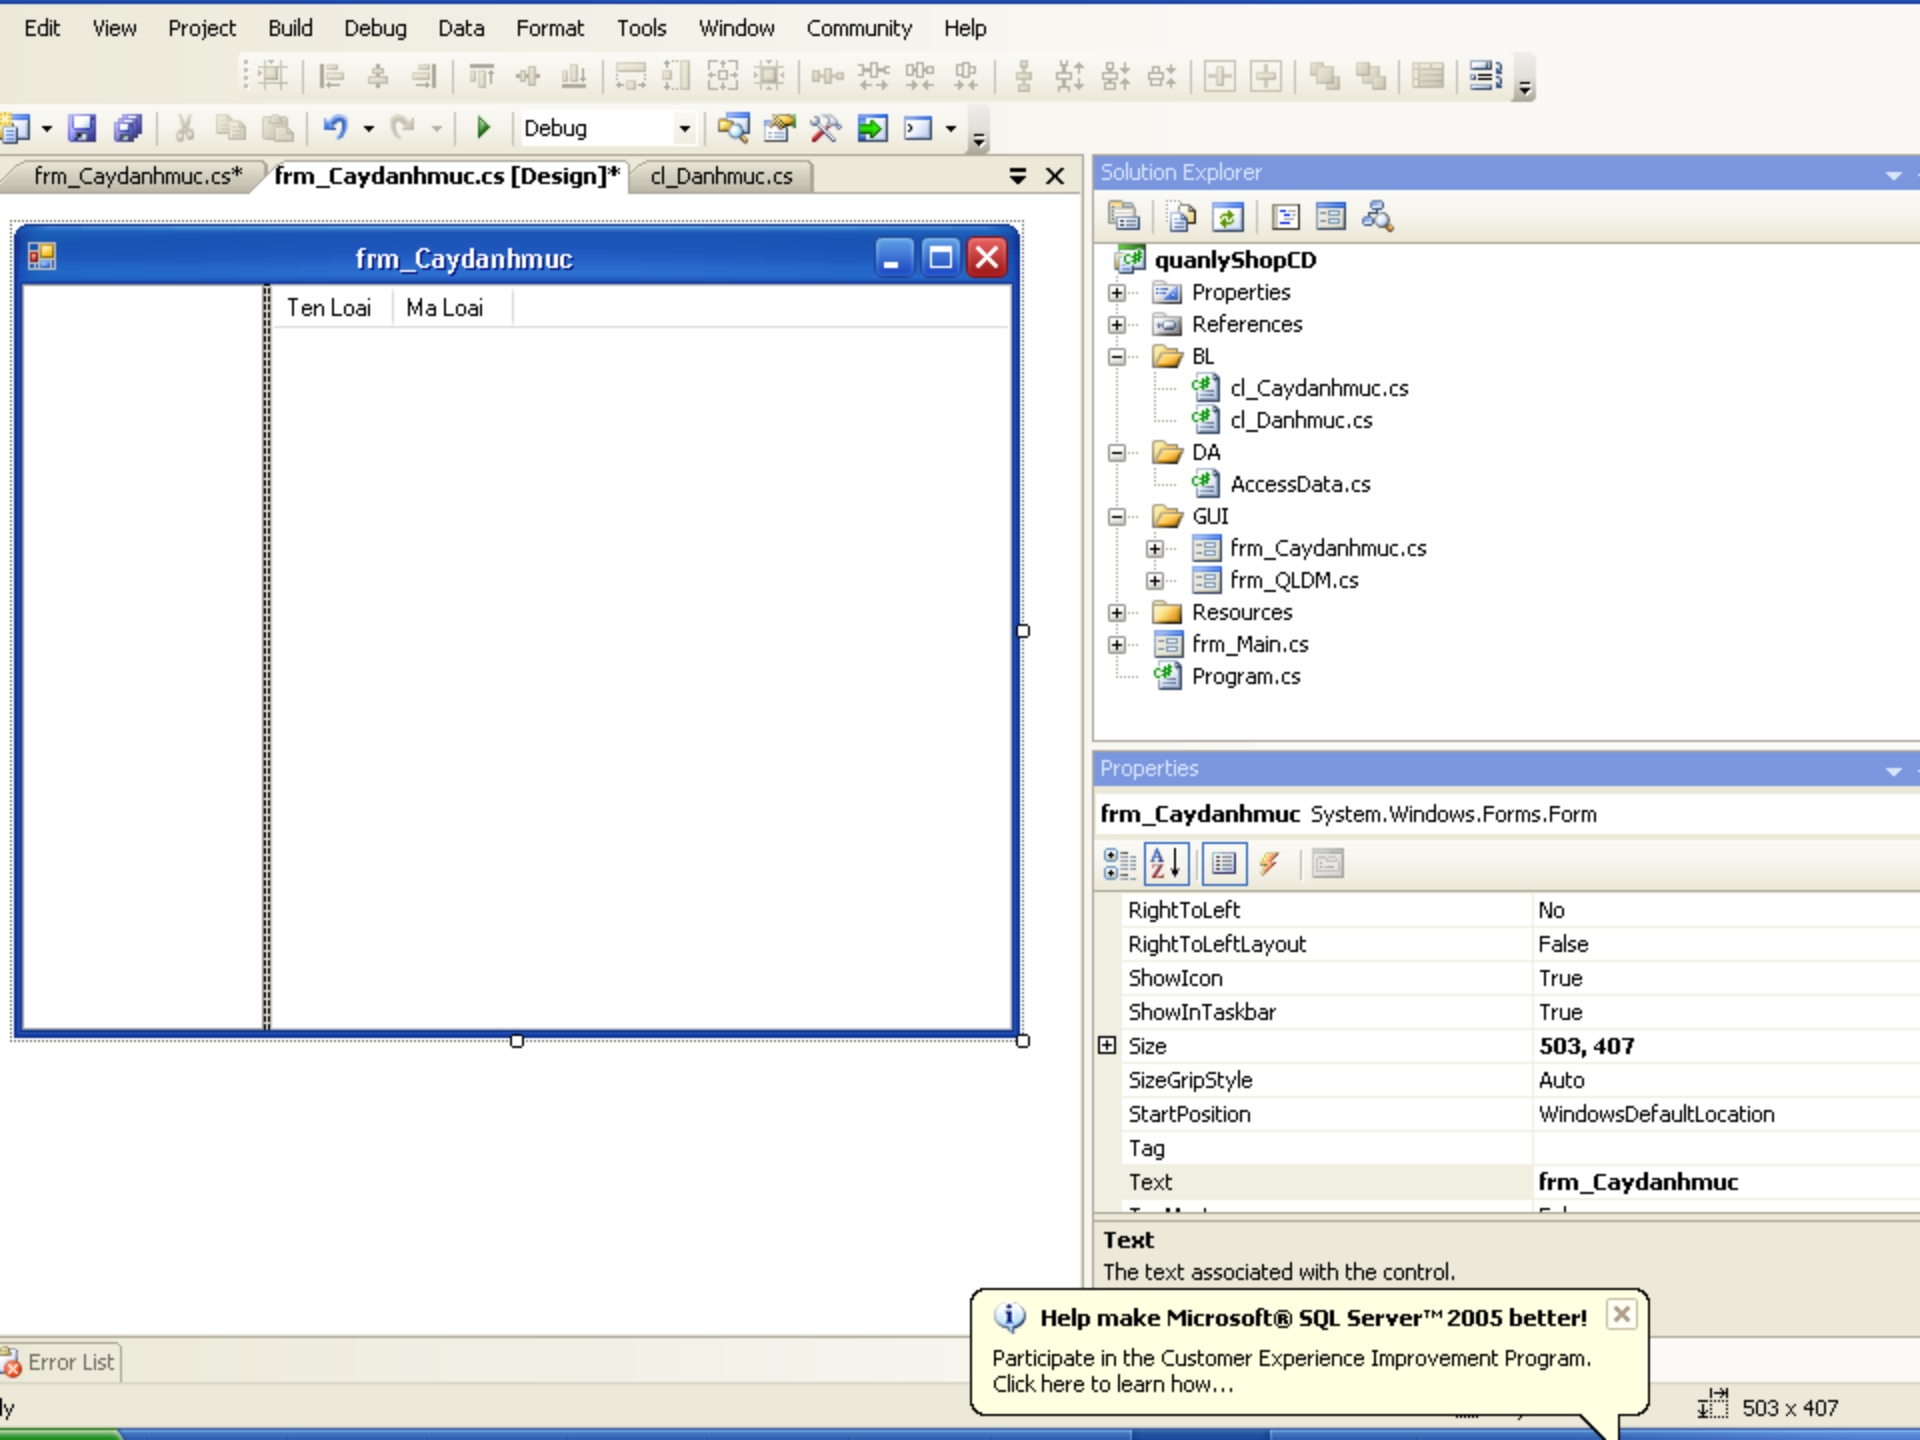 Edit View Project Build Debug Data Format Tools Window Community Help
Debug
frm_Caydanhmuc.cs* frm_Caydanhmuc.cs [Design]* cl_Danhmuc.cs
frm_Caydanhmuc
Ten Loai Ma Loai
Solution Explorer
quanlyShopCD
Properties
References
BL
cl_Caydanhmuc.cs
cl_Danhmuc.cs
DA
AccessData.cs
GUI
frm_Caydanhmuc.cs
frm_QLDM.cs
Resources
frm_Main.cs
Program.cs
Properties
frm_Caydanhmuc System.Windows.Forms.Form
RightToLeft No
RightToLeftLayout False
ShowIcon True
ShowInTaskbar True
Size 503, 407
SizeGripStyle Auto
StartPosition WindowsDefaultLocation
Tag
Text frm_Caydanhmuc
Text
The text associated with the control.
Help make Microsoft® SQL Server™ 2005 better!
Participate in the Customer Experience Improvement Program.
Click here to learn how...
Error List
503 x 407